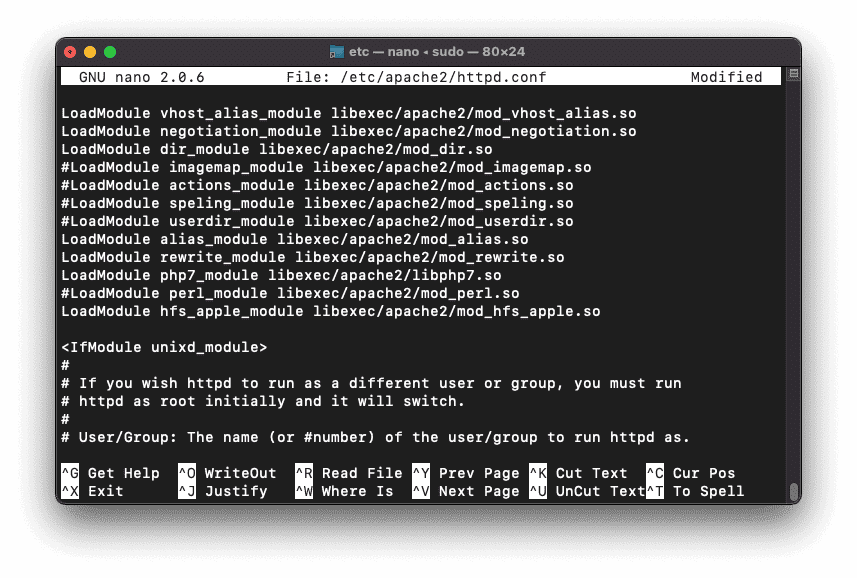 etc — nano ◂ sudo — 80×24
GNU nano 2.0.6 File: /etc/apache2/httpd.conf Modified
LoadModule vhost_alias_module libexec/apache2/mod_vhost_alias.so
LoadModule negotiation_module libexec/apache2/mod_negotiation.so
LoadModule dir_module libexec/apache2/mod_dir.so
#LoadModule imagemap_module libexec/apache2/mod_imagemap.so
#LoadModule actions_module libexec/apache2/mod_actions.so
#LoadModule speling_module libexec/apache2/mod_speling.so
#LoadModule userdir_module libexec/apache2/mod_userdir.so
LoadModule alias_module libexec/apache2/mod_alias.so
LoadModule rewrite_module libexec/apache2/mod_rewrite.so
LoadModule php7_module libexec/apache2/libphp7.so
#LoadModule perl_module libexec/apache2/mod_perl.so
LoadModule hfs_apple_module libexec/apache2/mod_hfs_apple.so
<IfModule unixd_module>
#
# If you wish httpd to run as a different user or group, you must run
# httpd as root initially and it will switch.
#
# User/Group: The name (or #number) of the user/group to run httpd as.
^G Get Help ^O WriteOut ^R Read File ^Y Prev Page ^K Cut Text ^C Cur Pos
^X Exit ^J Justify ^W Where Is ^V Next Page ^U UnCut Text^T To Spell